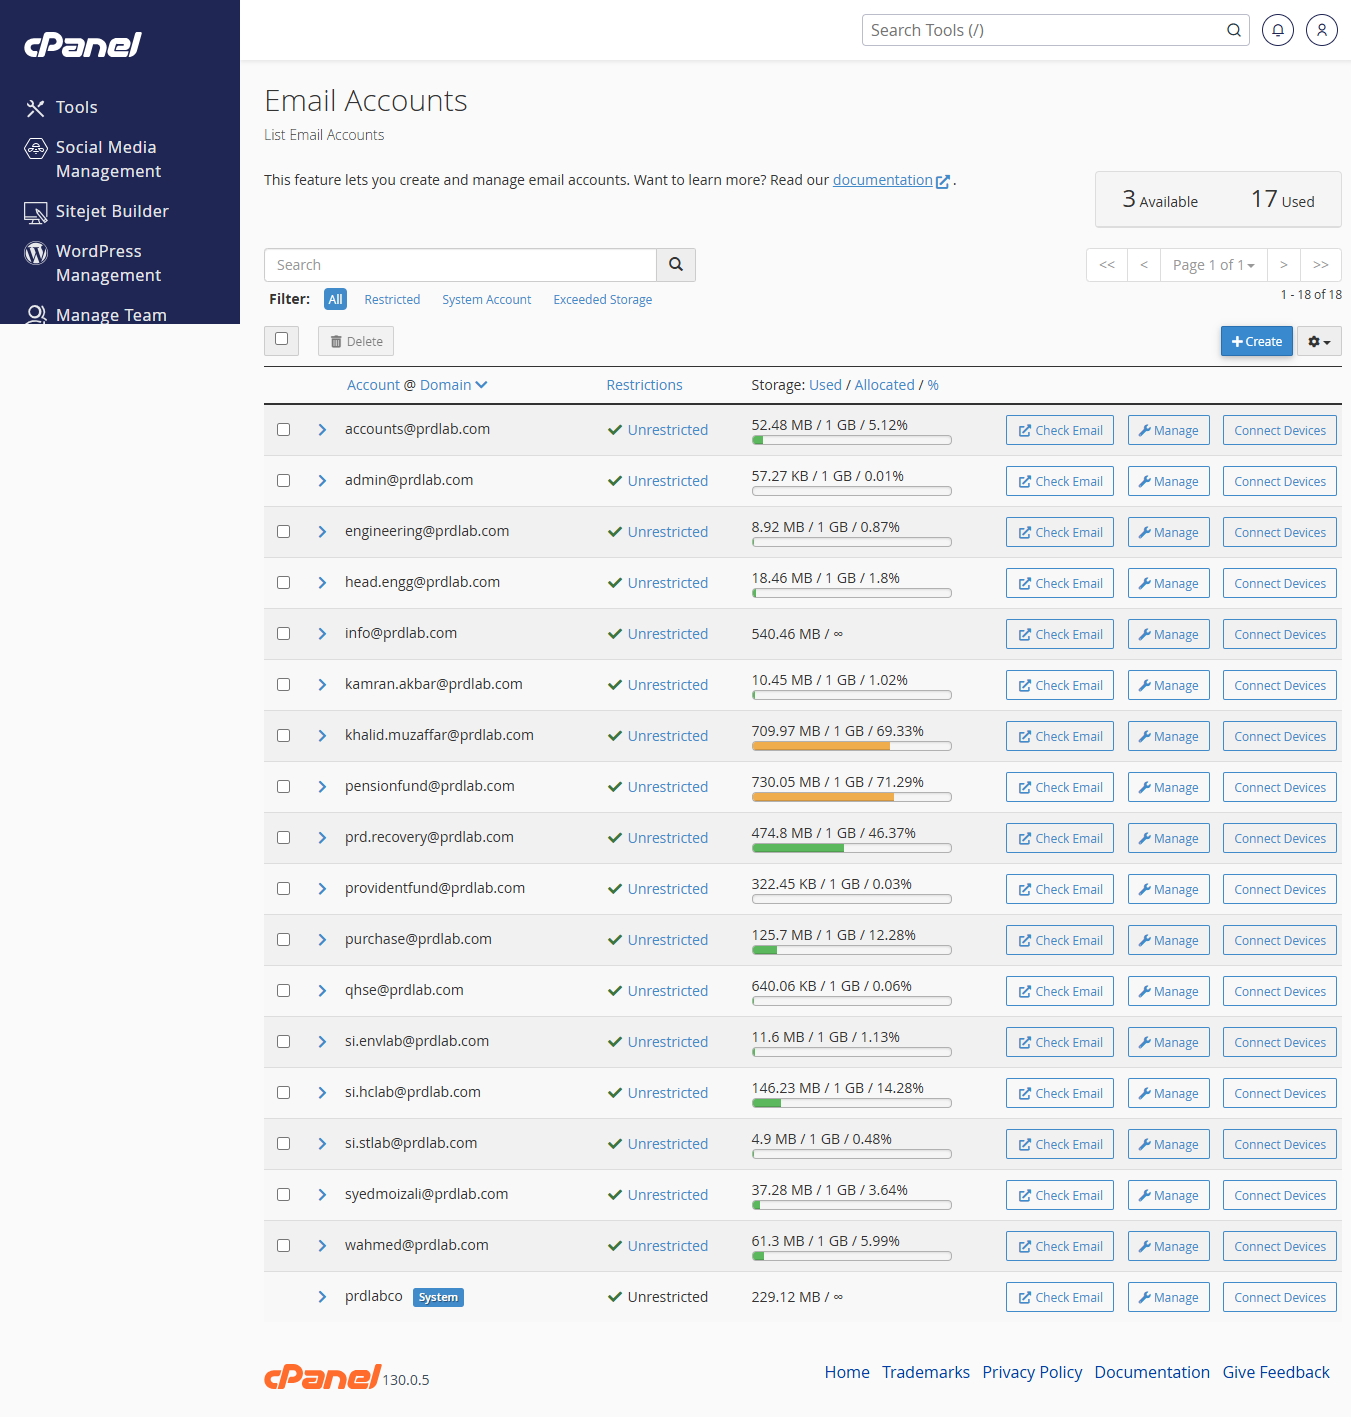 cPanel
Search Tools (/)
Tools
Social Media
Management
Sitejet Builder
WordPress
Management
Manage Team
Email Accounts
List Email Accounts
This feature lets you create and manage email accounts. Want to learn more? Read our documentation .
3 Available 17 Used
Search
<< < Page 1 of 1 > >>
Filter: All Restricted System Account Exceeded Storage
1 - 18 of 18
Delete
Create
Account @ Domain Restrictions Storage: Used / Allocated / %
accounts@prdlab.com Unrestricted 52.48 MB / 1 GB / 5.12% Check Email Manage Connect Devices
admin@prdlab.com Unrestricted 57.27 KB / 1 GB / 0.01% Check Email Manage Connect Devices
engineering@prdlab.com Unrestricted 8.92 MB / 1 GB / 0.87% Check Email Manage Connect Devices
head.engg@prdlab.com Unrestricted 18.46 MB / 1 GB / 1.8% Check Email Manage Connect Devices
info@prdlab.com Unrestricted 540.46 MB / ∞ Check Email Manage Connect Devices
kamran.akbar@prdlab.com Unrestricted 10.45 MB / 1 GB / 1.02% Check Email Manage Connect Devices
khalid.muzaffar@prdlab.com Unrestricted 709.97 MB / 1 GB / 69.33% Check Email Manage Connect Devices
pensionfund@prdlab.com Unrestricted 730.05 MB / 1 GB / 71.29% Check Email Manage Connect Devices
prd.recovery@prdlab.com Unrestricted 474.8 MB / 1 GB / 46.37% Check Email Manage Connect Devices
providentfund@prdlab.com Unrestricted 322.45 KB / 1 GB / 0.03% Check Email Manage Connect Devices
purchase@prdlab.com Unrestricted 125.7 MB / 1 GB / 12.28% Check Email Manage Connect Devices
qhse@prdlab.com Unrestricted 640.06 KB / 1 GB / 0.06% Check Email Manage Connect Devices
si.envlab@prdlab.com Unrestricted 11.6 MB / 1 GB / 1.13% Check Email Manage Connect Devices
si.hclab@prdlab.com Unrestricted 146.23 MB / 1 GB / 14.28% Check Email Manage Connect Devices
si.stlab@prdlab.com Unrestricted 4.9 MB / 1 GB / 0.48% Check Email Manage Connect Devices
syedmoizali@prdlab.com Unrestricted 37.28 MB / 1 GB / 3.64% Check Email Manage Connect Devices
wahmed@prdlab.com Unrestricted 61.3 MB / 1 GB / 5.99% Check Email Manage Connect Devices
prdlabco System Unrestricted 229.12 MB / ∞ Check Email Manage Connect Devices
cPanel 130.0.5
Home Trademarks Privacy Policy Documentation Give Feedback